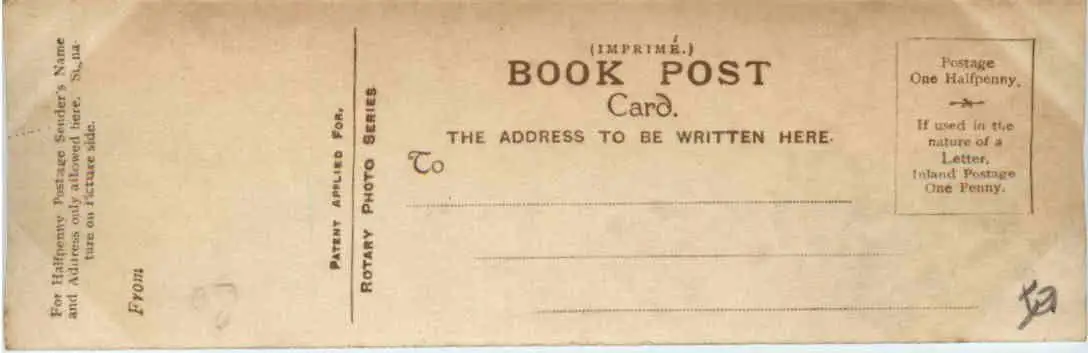 For Halfpenny Postage Sender's Name
and Address only allowed here. Signa-
ture on Picture side.
From
PATENT APPLIED FOR.
ROTARY PHOTO SERIES
(IMPRIMÉ.)
BOOK POST
Card.
THE ADDRESS TO BE WRITTEN HERE.
To
Postage
One Halfpenny.
If used in the
nature of a
Letter,
Inland Postage
One Penny.